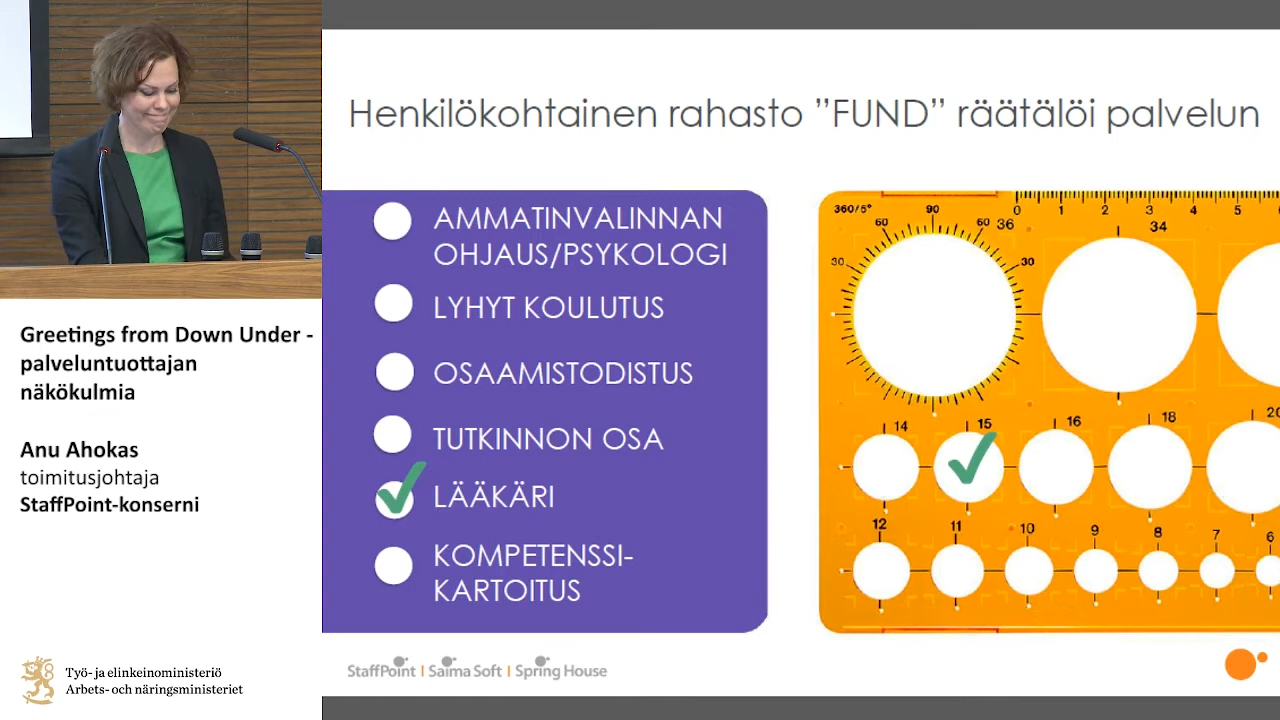 Henkilökohtainen rahasto ”FUND” räätälöi palvelun
AMMATINVALINNAN
OHJAUS/PSYKOLOGI
LYHYT KOULUTUS
OSAAMISTODISTUS
TUTKINNON OSA
LÄÄKÄRI
KOMPETENSSI-
KARTOITUS
360/5° 90 0 1 2 3 4 5
60 60 36 34
30 30
14 15 16 18 20
12 11 10 9 8 7 6
Greetings from Down Under -
palveluntuottajan
näkökulmia
Anu Ahokas
toimitusjohtaja
StaffPoint-konserni
Työ- ja elinkeinoministeriö
Arbets- och näringsministeriet
StaffPoint | Saima Soft | Spring House